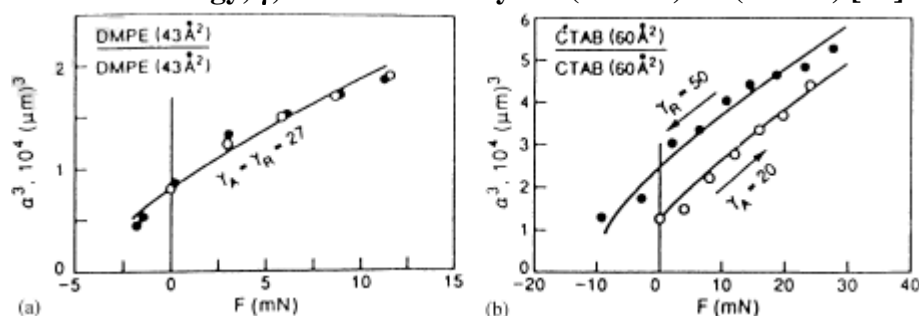 DMPE (43Å²)
DMPE (43Å²)
γA = γR = 27
α³, 10⁴ (μm)³
2
1
0
-5
0
5
10
15
F (mN)
(a)
CTAB (60Å²)
CTAB (60Å²)
γR = 50
γA = 20
α³, 10⁴ (μm)³
6
5
4
3
2
1
0
-20
-10
0
10
20
30
40
F (mN)
(b)